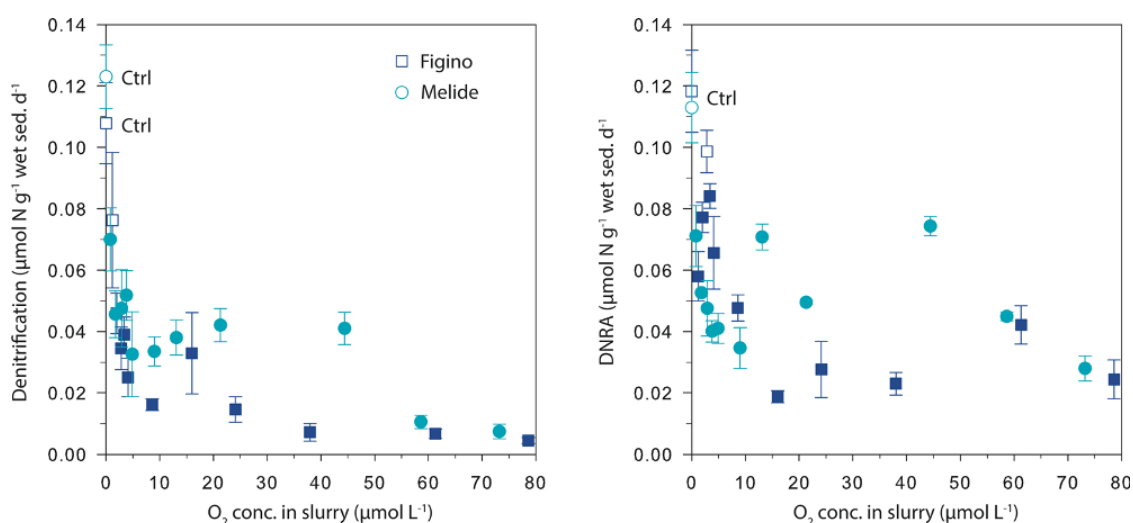 Denitrification (µmol N g⁻¹ wet sed. d⁻¹)
0.14
0.12
0.10
0.08
0.06
0.04
0.02
0.00
Ctrl
Ctrl
Figino
Melide
0 10 20 30 40 50 60 70 80
O₂ conc. in slurry (µmol L⁻¹)
DNRA (µmol N g⁻¹ wet sed. d⁻¹)
0.14
0.12
0.10
0.08
0.06
0.04
0.02
0.00
Ctrl
0 10 20 30 40 50 60 70 80
O₂ conc. in slurry (µmol L⁻¹)